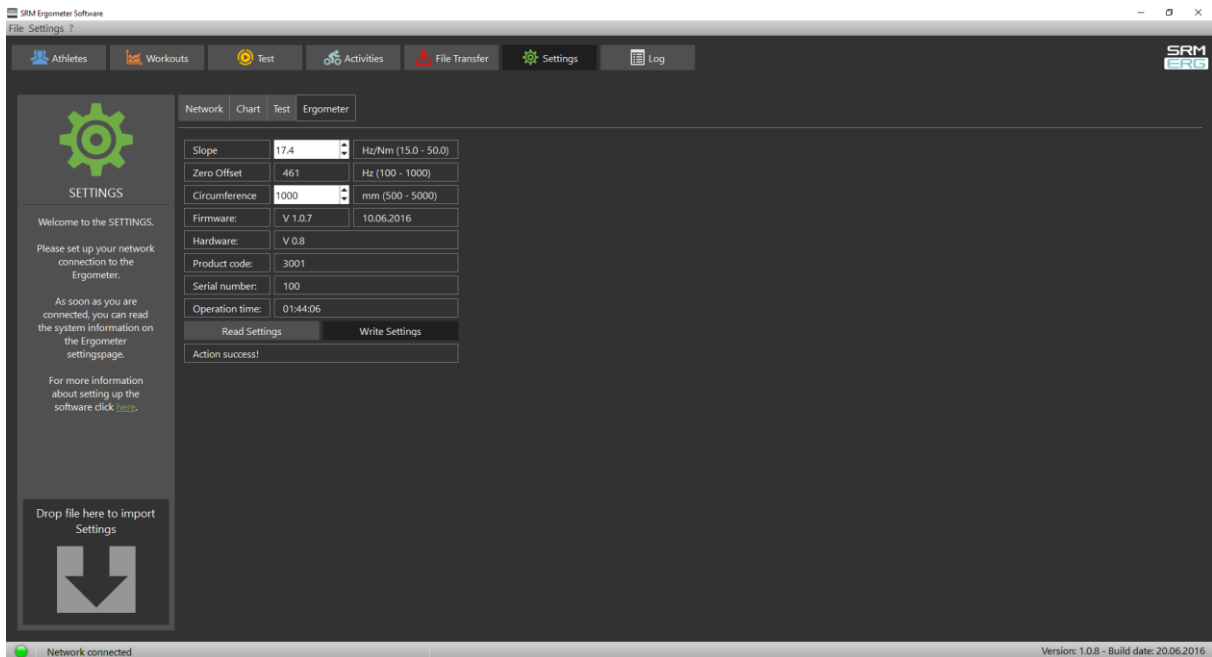 SRM Ergometer Software
File Settings ?
Athletes
Workouts
Test
Activities
File Transfer
Settings
Log
SRM
ERG
SETTINGS
Welcome to the SETTINGS.
Please set up your network
connection to the
Ergometer.
As soon as you are
connected, you can read
the system information on
the Ergometer
settingspage.
For more information
about setting up the
software click here.
Drop file here to import
Settings
Network Chart Test Ergometer
Slope 17.4 Hz/Nm (15.0 - 50.0)
Zero Offset 461 Hz (100 - 1000)
Circumference 1000 mm (500 - 5000)
Firmware: V 1.0.7 10.06.2016
Hardware: V 0.8
Product code: 3001
Serial number: 100
Operation time: 01:44:06
Read Settings Write Settings
Action success!
Network connected
Version: 1.0.8 - Build date: 20.06.2016